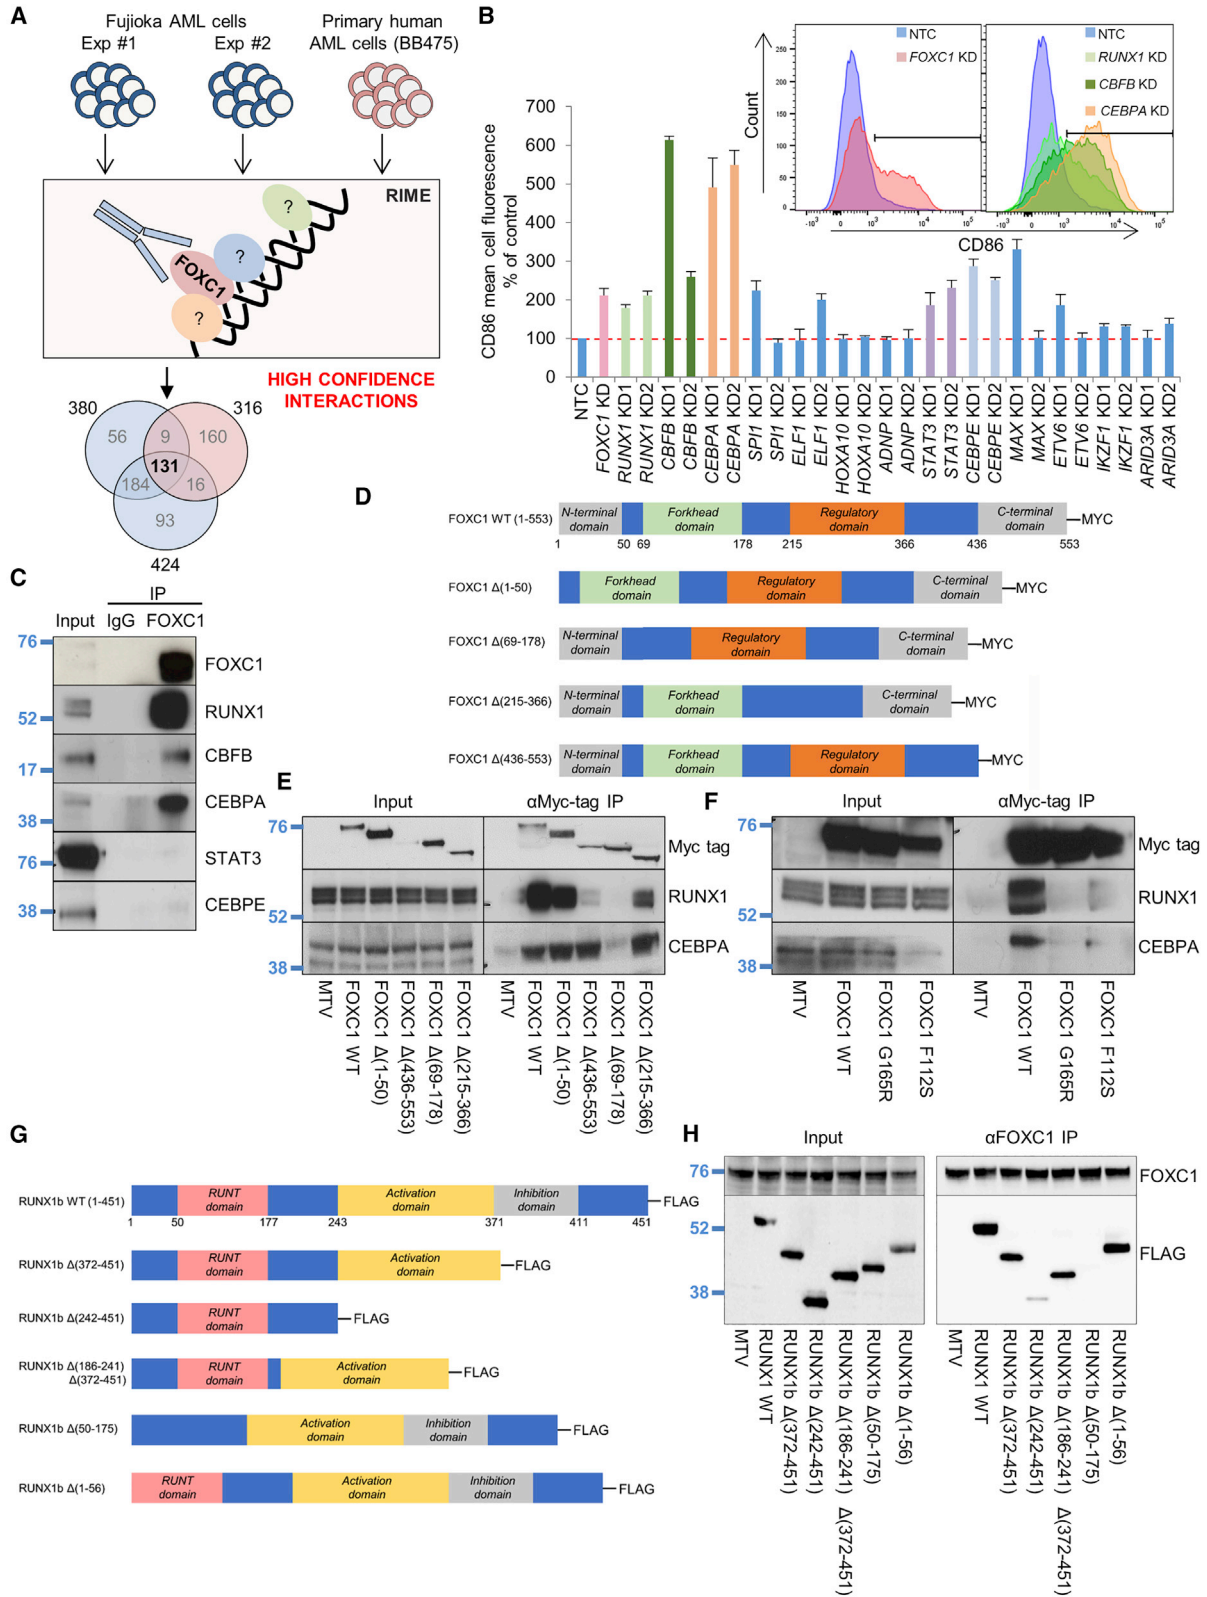 A
Fujioka AML cells
Exp #1
Exp #2
Primary human
AML cells (BB475)
RIME
FOXC1
?
?
?
HIGH CONFIDENCE
INTERACTIONS
380
316
56
9
160
131
184
16
93
424
B
CD86 mean cell fluorescence
% of control
700
600
500
400
300
200
100
0
NTC
FOXC1 KD
RUNX1 KD1
RUNX1 KD2
CBFB KD1
CBFB KD2
CEBPA KD1
CEBPA KD2
SPI1 KD1
SPI1 KD2
ELF1 KD1
ELF1 KD2
HOXA10 KD1
HOXA10 KD2
ADNP KD1
ADNP KD2
STAT3 KD1
STAT3 KD2
CEBPE KD1
CEBPE KD2
MAX KD1
MAX KD2
ETV6 KD1
ETV6 KD2
IKZF1 KD1
IKZF1 KD2
ARID3A KD1
ARID3A KD2
Count
250
200
150
100
50
0
NTC
FOXC1 KD
-10³ 10³ 10⁴ 10⁵
NTC
RUNX1 KD
CBFB KD
CEBPA KD
-10³ 10³ 10⁴ 10⁵
CD86
C
IP
Input IgG FOXC1
76
52
17
38
76
38
FOXC1
RUNX1
CBFB
CEBPA
STAT3
CEBPE
D
FOXC1 WT (1-553)
N-terminal domain
Forkhead domain
Regulatory domain
C-terminal domain
MYC
1 50 69 178 215 366 436 553
FOXC1 Δ(1-50)
Forkhead domain
Regulatory domain
C-terminal domain
MYC
FOXC1 Δ(69-178)
N-terminal domain
Regulatory domain
C-terminal domain
MYC
FOXC1 Δ(215-366)
N-terminal domain
Forkhead domain
C-terminal domain
MYC
FOXC1 Δ(436-553)
N-terminal domain
Forkhead domain
Regulatory domain
MYC
E
Input
αMyc-tag IP
76
52
38
Myc tag
RUNX1
CEBPA
MTV
FOXC1 WT
FOXC1 Δ(1-50)
FOXC1 Δ(436-553)
FOXC1 Δ(69-178)
FOXC1 Δ(215-366)
MTV
FOXC1 WT
FOXC1 Δ(1-50)
FOXC1 Δ(436-553)
FOXC1 Δ(69-178)
FOXC1 Δ(215-366)
F
Input
αMyc-tag IP
76
52
38
Myc tag
RUNX1
CEBPA
MTV
FOXC1 WT
FOXC1 G165R
FOXC1 F112S
MTV
FOXC1 WT
FOXC1 G165R
FOXC1 F112S
G
RUNX1b WT (1-451)
RUNT domain
Activation domain
Inhibition domain
FLAG
1 50 177 243 371 411 451
RUNX1b Δ(372-451)
RUNT domain
Activation domain
FLAG
RUNX1b Δ(242-451)
RUNT domain
FLAG
RUNX1b Δ(186-241)
Δ(372-451)
RUNT domain
Activation domain
FLAG
RUNX1b Δ(50-175)
Activation domain
Inhibition domain
FLAG
RUNX1b Δ(1-56)
RUNT domain
Activation domain
Inhibition domain
FLAG
H
Input
αFOXC1 IP
76
52
38
FOXC1
FLAG
MTV
RUNX1 WT
RUNX1b Δ(372-451)
RUNX1b Δ(242-451)
RUNX1b Δ(186-241) Δ(372-451)
RUNX1b Δ(50-175)
RUNX1b Δ(1-56)
MTV
RUNX1 WT
RUNX1b Δ(372-451)
RUNX1b Δ(242-451)
RUNX1b Δ(186-241) Δ(372-451)
RUNX1b Δ(50-175)
RUNX1b Δ(1-56)